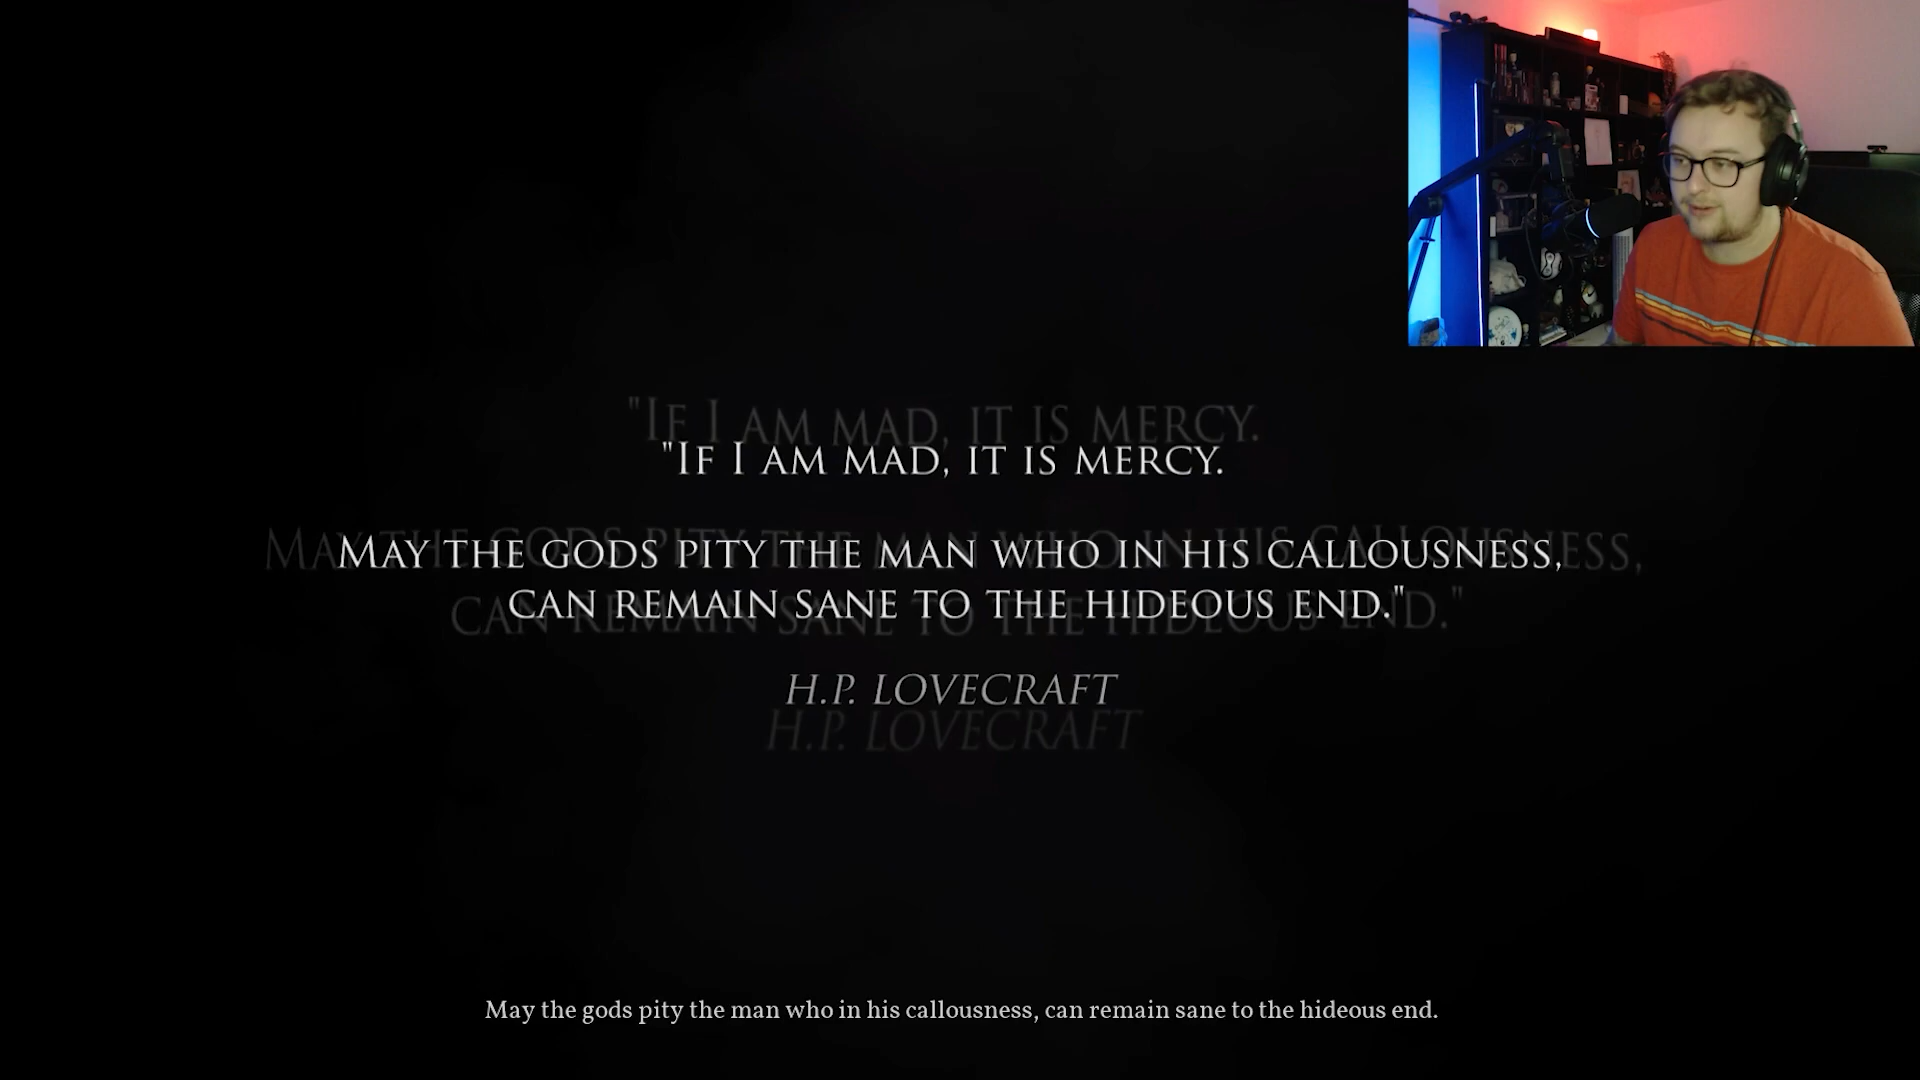 "If I am mad, it is mercy.
May the gods pity the man who in his callousness,
can remain sane to the hideous end."
H.P. Lovecraft
May the gods pity the man who in his callousness, can remain sane to the hideous end.